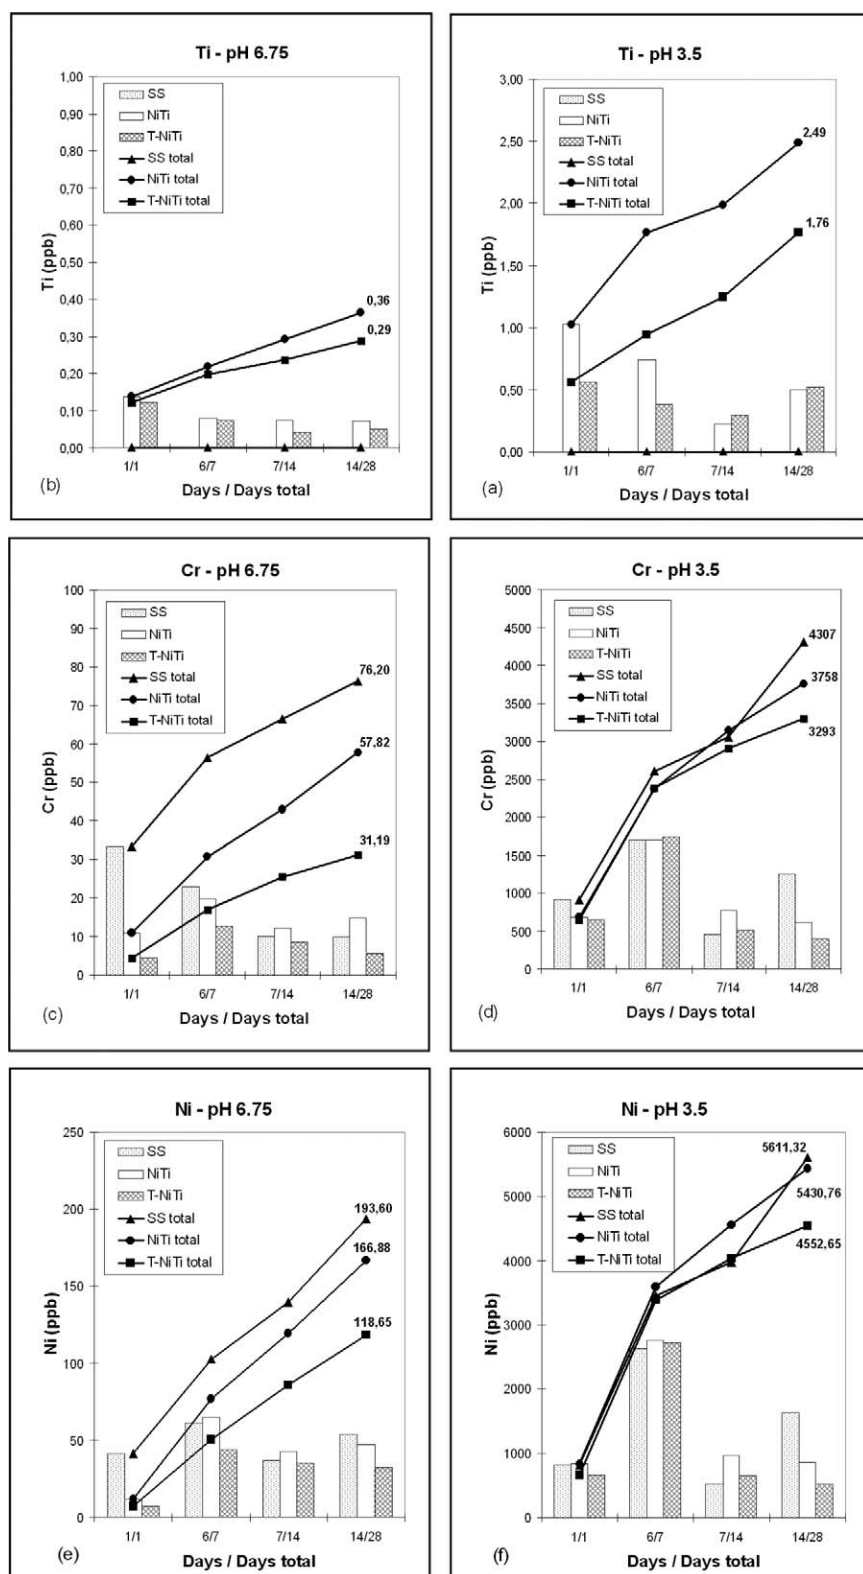 Ti - pH 6.75
1,00
0,90
0,80
0,70
0,60
0,50
0,40
0,30
0,20
0,10
0,00
Ti (ppb)
SS
NiTi
T-NiTi
SS total
NiTi total
T-NiTi total
0,36
0,29
1/1
6/7
7/14
14/28
(b)
Days / Days total
Ti - pH 3.5
3,00
2,50
2,00
1,50
1,00
0,50
0,00
Ti (ppb)
SS
NiTi
T-NiTi
SS total
NiTi total
T-NiTi total
2,49
1,76
1/1
6/7
7/14
14/28
(a)
Days / Days total
Cr - pH 6.75
100
90
80
70
60
50
40
30
20
10
0
Cr (ppb)
SS
NiTi
T-NiTi
SS total
NiTi total
T-NiTi total
76,20
57,82
31,19
1/1
6/7
7/14
14/28
(c)
Days / Days total
Cr - pH 3.5
5000
4500
4000
3500
3000
2500
2000
1500
1000
500
0
Cr (ppb)
SS
NiTi
T-NiTi
SS total
NiTi total
T-NiTi total
4307
3758
3293
1/1
6/7
7/14
14/28
(d)
Days / Days total
Ni - pH 6.75
250
200
150
100
50
0
Ni (ppb)
SS
NiTi
T-NiTi
SS total
NiTi total
T-NiTi total
193,60
166,88
118,65
1/1
6/7
7/14
14/28
(e)
Days / Days total
Ni - pH 3.5
6000
5000
4000
3000
2000
1000
0
Ni (ppb)
SS
NiTi
T-NiTi
SS total
NiTi total
T-NiTi total
5611,32
5430,76
4552,65
1/1
6/7
7/14
14/28
(f)
Days / Days total